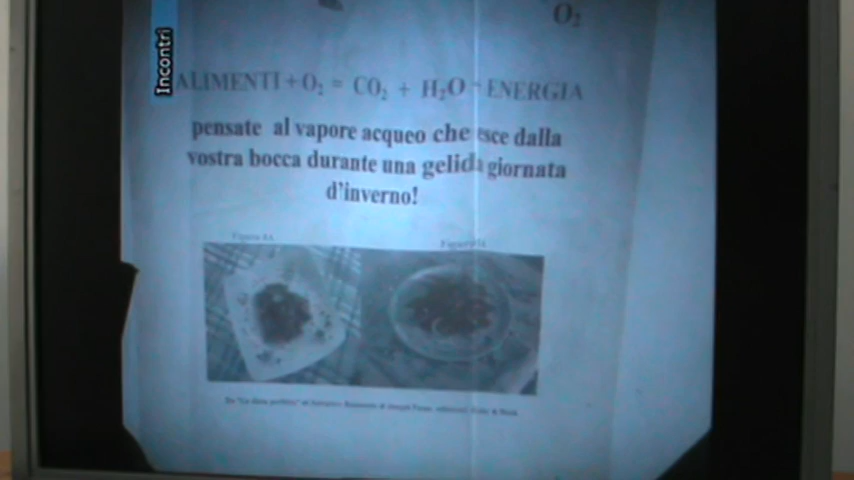 O₂
Incontri
ALIMENTI + O₂ = CO₂ + H₂O + ENERGIA
pensate al vapore acqueo che esce dalla
vostra bocca durante una gelida giornata
d'inverno!